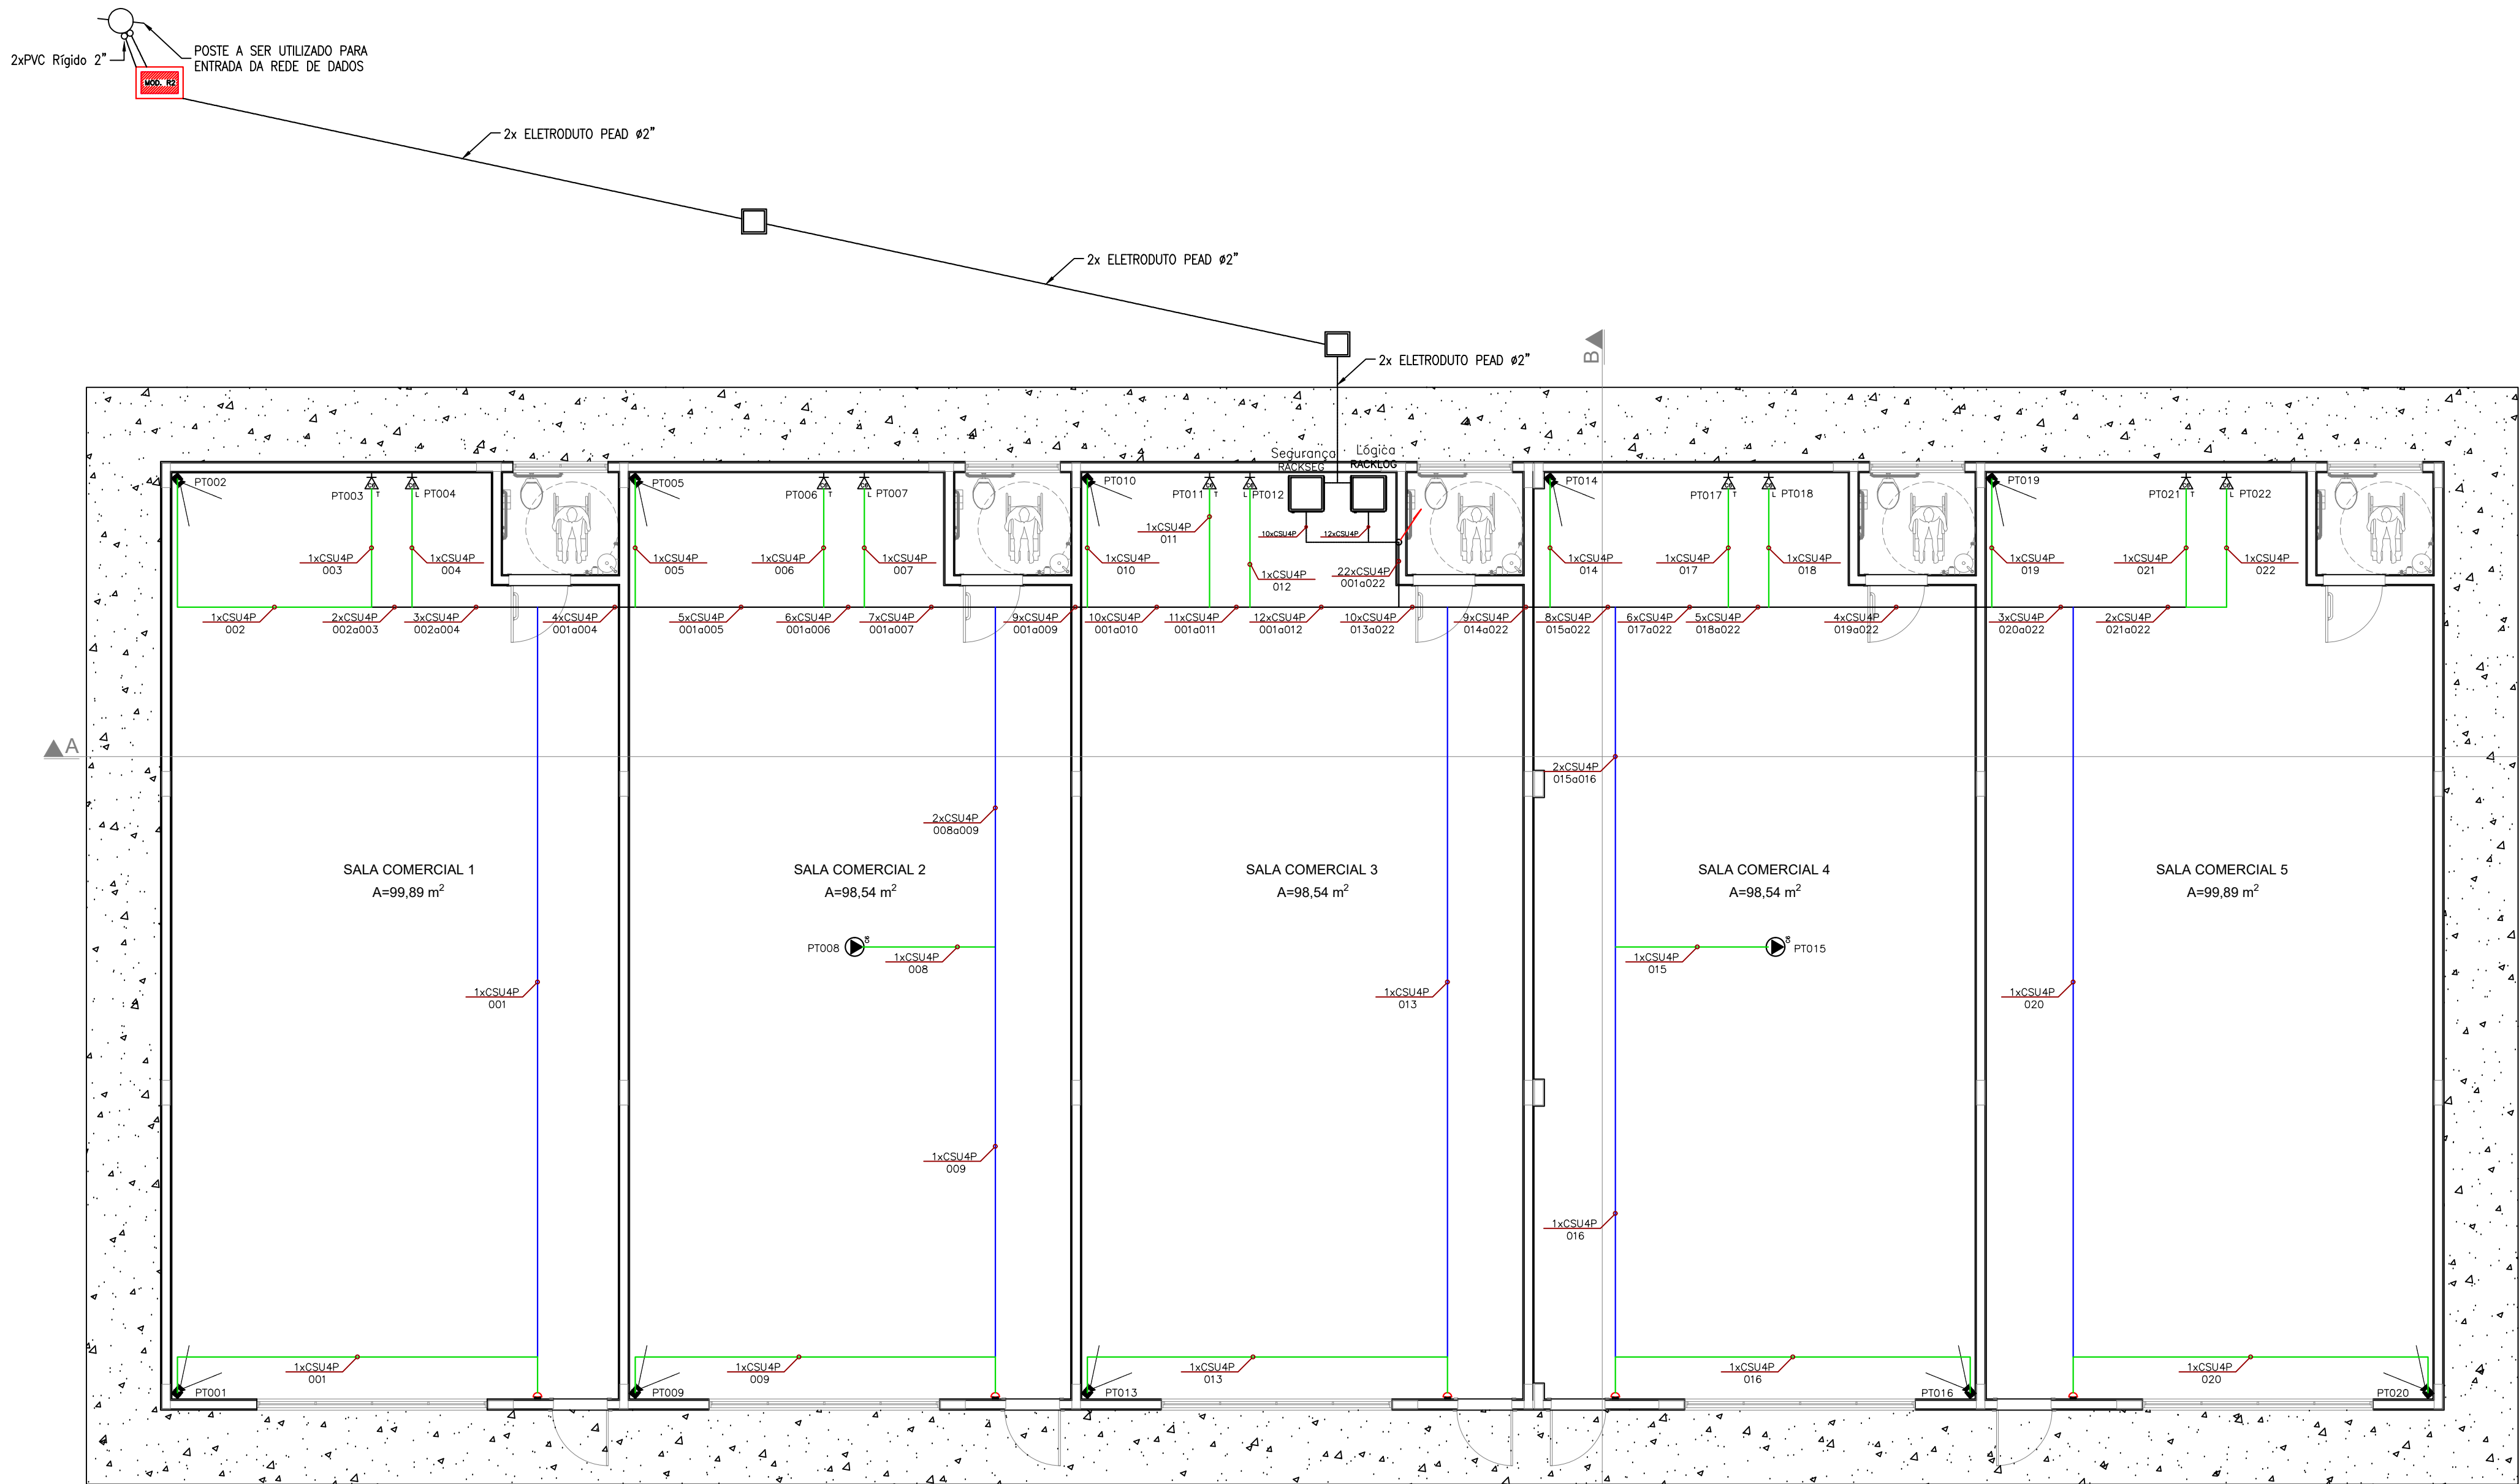 2xPVC Rígido 2"
POSTE A SER UTILIZADO PARA
ENTRADA DA REDE DE DADOS
MOD. R2
2x ELETRODUTO PEAD ø2"
2x ELETRODUTO PEAD ø2"
2x ELETRODUTO PEAD ø2"
B
Segurança
RACKSEG
Lógica
RACKLOG
PT002
PT003
T
L
PT004
PT005
PT006
T
L
PT007
PT010
PT011
T
L
PT012
PT014
PT017
T
L
PT018
PT019
PT021
T
L
PT022
1xCSU4P
003
1xCSU4P
004
1xCSU4P
005
1xCSU4P
006
1xCSU4P
007
1xCSU4P
010
1xCSU4P
011
1xCSU4P
012
10xCSU4P
12xCSU4P
22xCSU4P
001a022
1xCSU4P
014
1xCSU4P
017
1xCSU4P
018
1xCSU4P
019
1xCSU4P
021
1xCSU4P
022
1xCSU4P
002
2xCSU4P
002a003
3xCSU4P
002a004
4xCSU4P
001a004
5xCSU4P
001a005
6xCSU4P
001a006
7xCSU4P
001a007
9xCSU4P
001a009
10xCSU4P
001a010
11xCSU4P
001a011
12xCSU4P
001a012
10xCSU4P
013a022
9xCSU4P
014a022
8xCSU4P
015a022
6xCSU4P
017a022
5xCSU4P
018a022
4xCSU4P
019a022
3xCSU4P
020a022
2xCSU4P
021a022
A
2xCSU4P
015a016
2xCSU4P
008a009
SALA COMERCIAL 1
A=99,89 m²
SALA COMERCIAL 2
A=98,54 m²
SALA COMERCIAL 3
A=98,54 m²
SALA COMERCIAL 4
A=98,54 m²
SALA COMERCIAL 5
A=99,89 m²
PT008
1xCSU4P
008
1xCSU4P
015
PT015
1xCSU4P
001
1xCSU4P
013
1xCSU4P
020
1xCSU4P
009
1xCSU4P
016
1xCSU4P
001
1xCSU4P
009
1xCSU4P
013
1xCSU4P
016
1xCSU4P
020
PT001
PT009
PT013
PT016
PT020